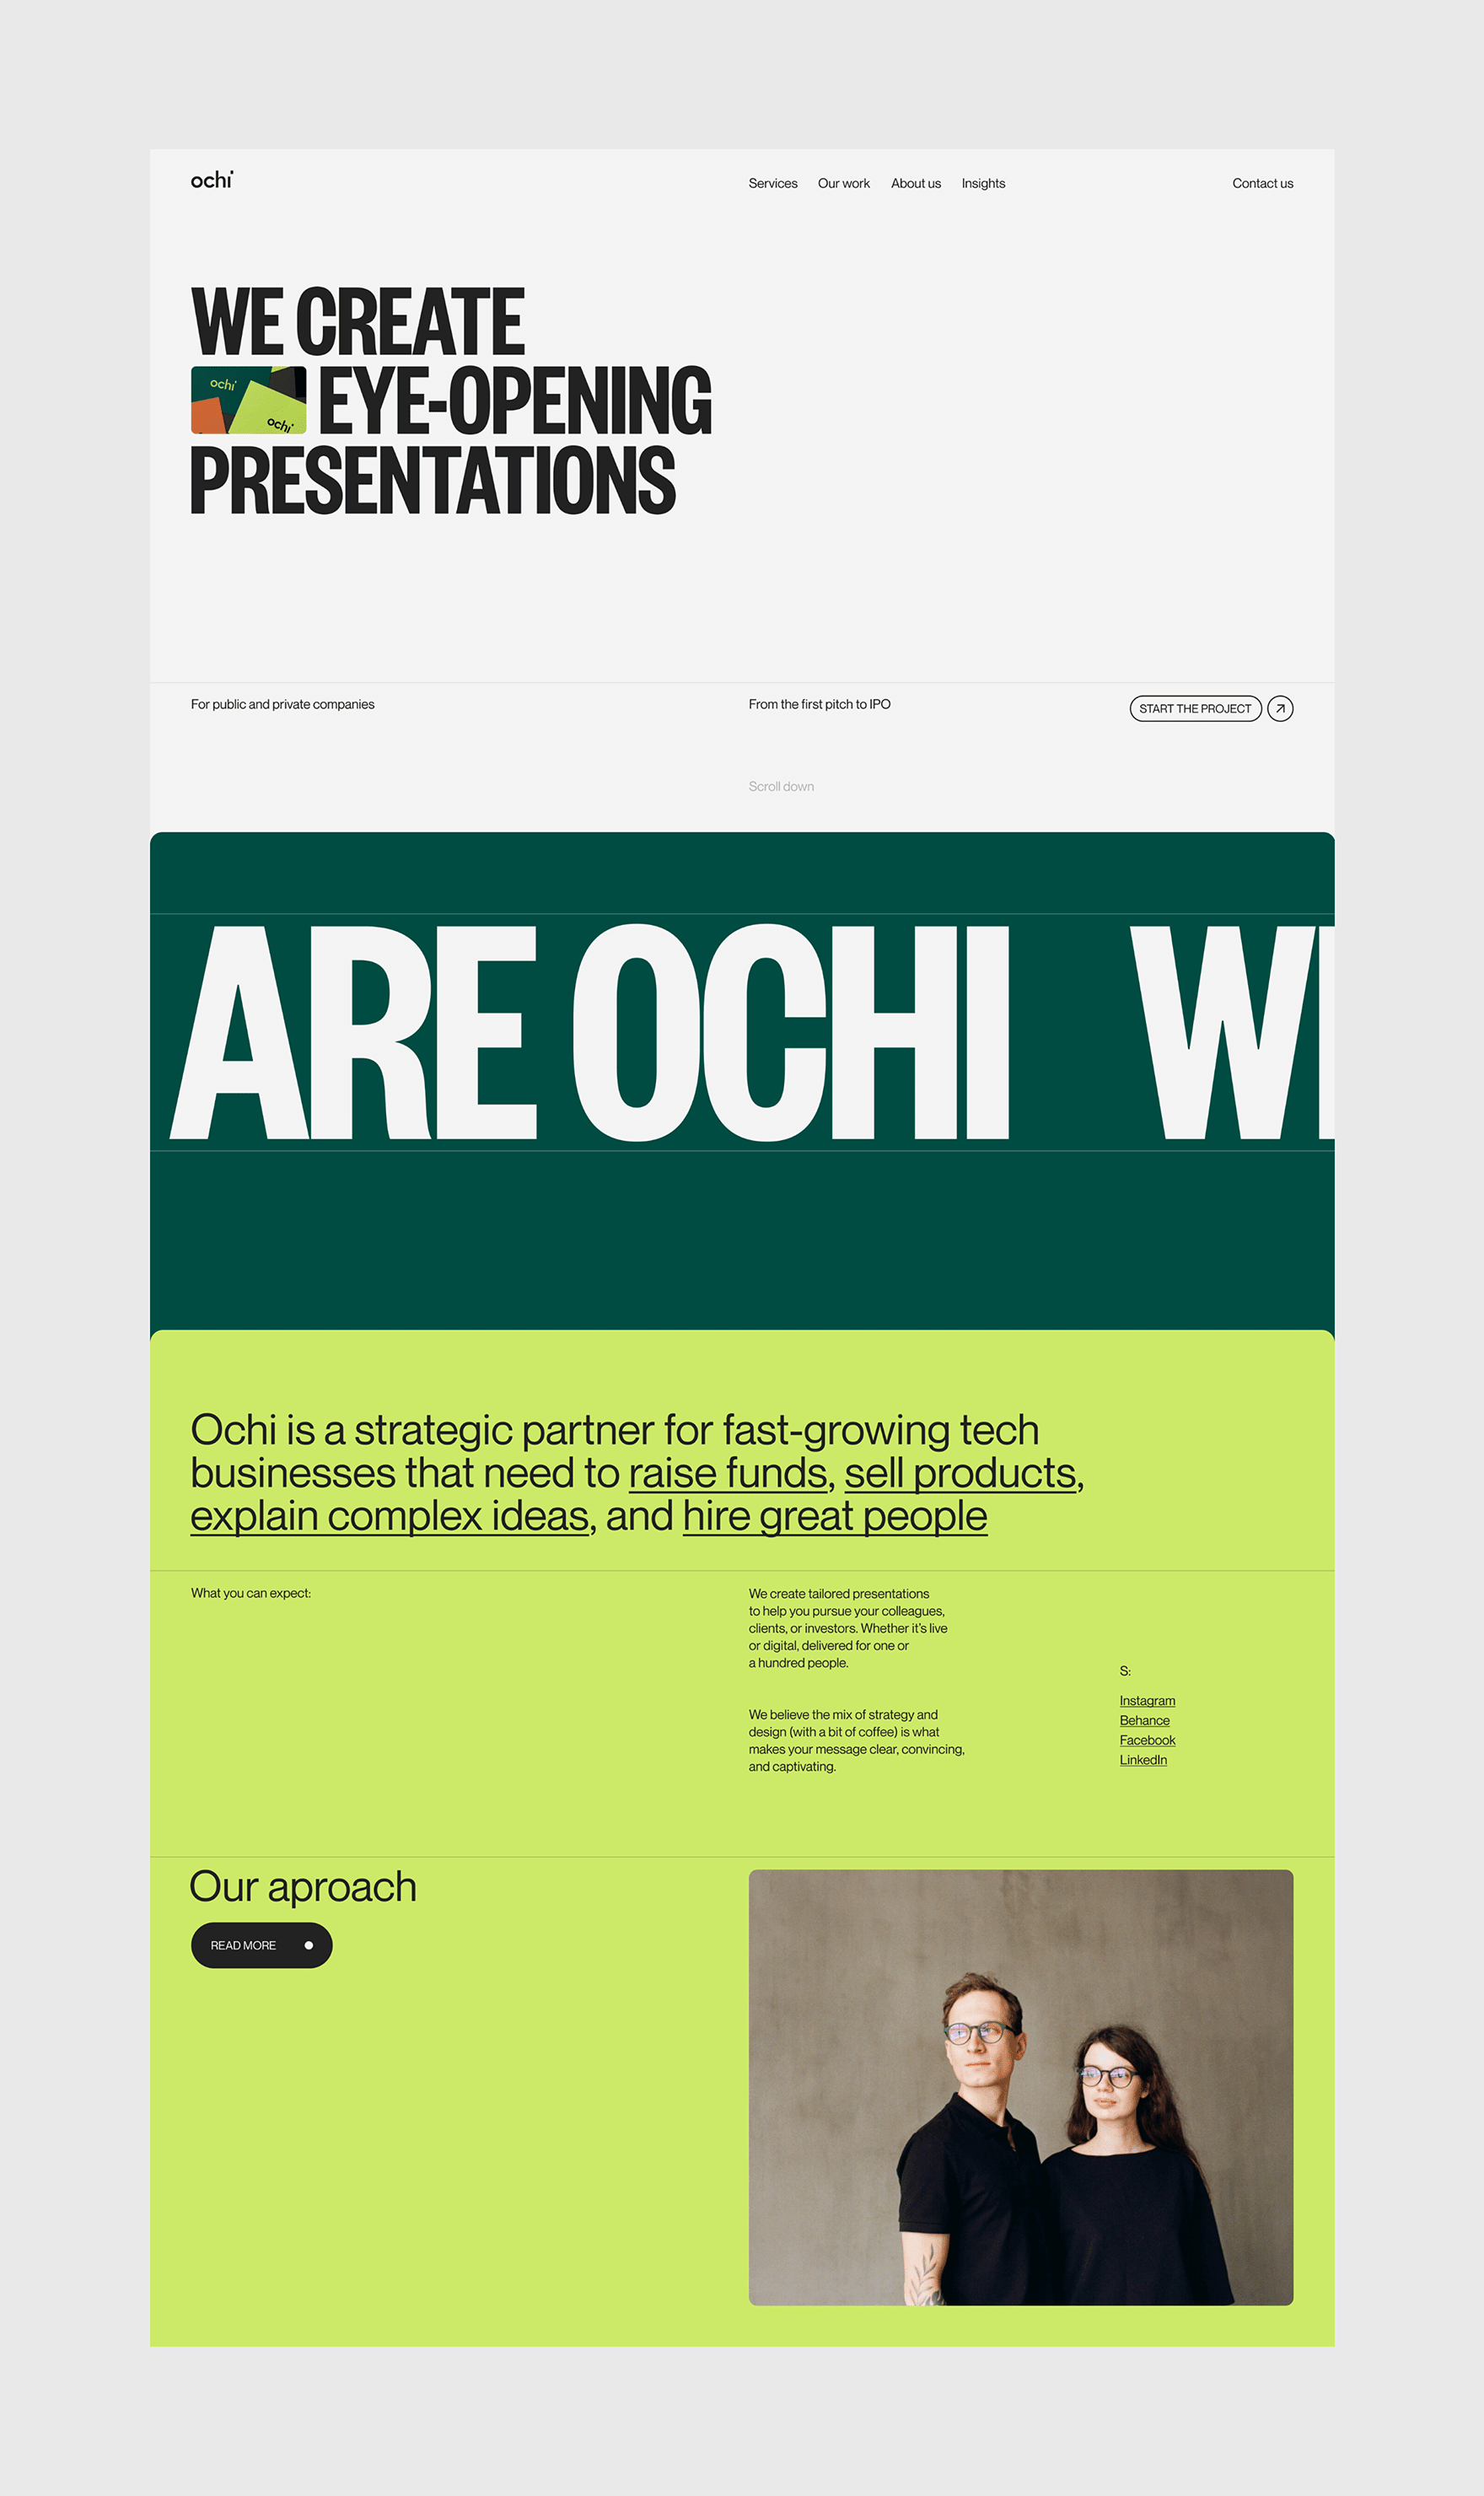 ochi
Services Our work About us Insights Contact us
WE CREATE
ochi
ochi
EYE-OPENING
PRESENTATIONS
For public and private companies
From the first pitch to IPO
START THE PROJECT
Scroll down
ARE OCHI WE
Ochi is a strategic partner for fast-growing tech
businesses that need to raise funds, sell products,
explain complex ideas, and hire great people
What you can expect:
We create tailored presentations
to help you pursue your colleagues,
clients, or investors. Whether it's live
or digital, delivered for one or
a hundred people.
We believe the mix of strategy and
design (with a bit of coffee) is what
makes your message clear, convincing,
and captivating.
S:
Instagram
Behance
Facebook
LinkedIn
Our aproach
READ MORE